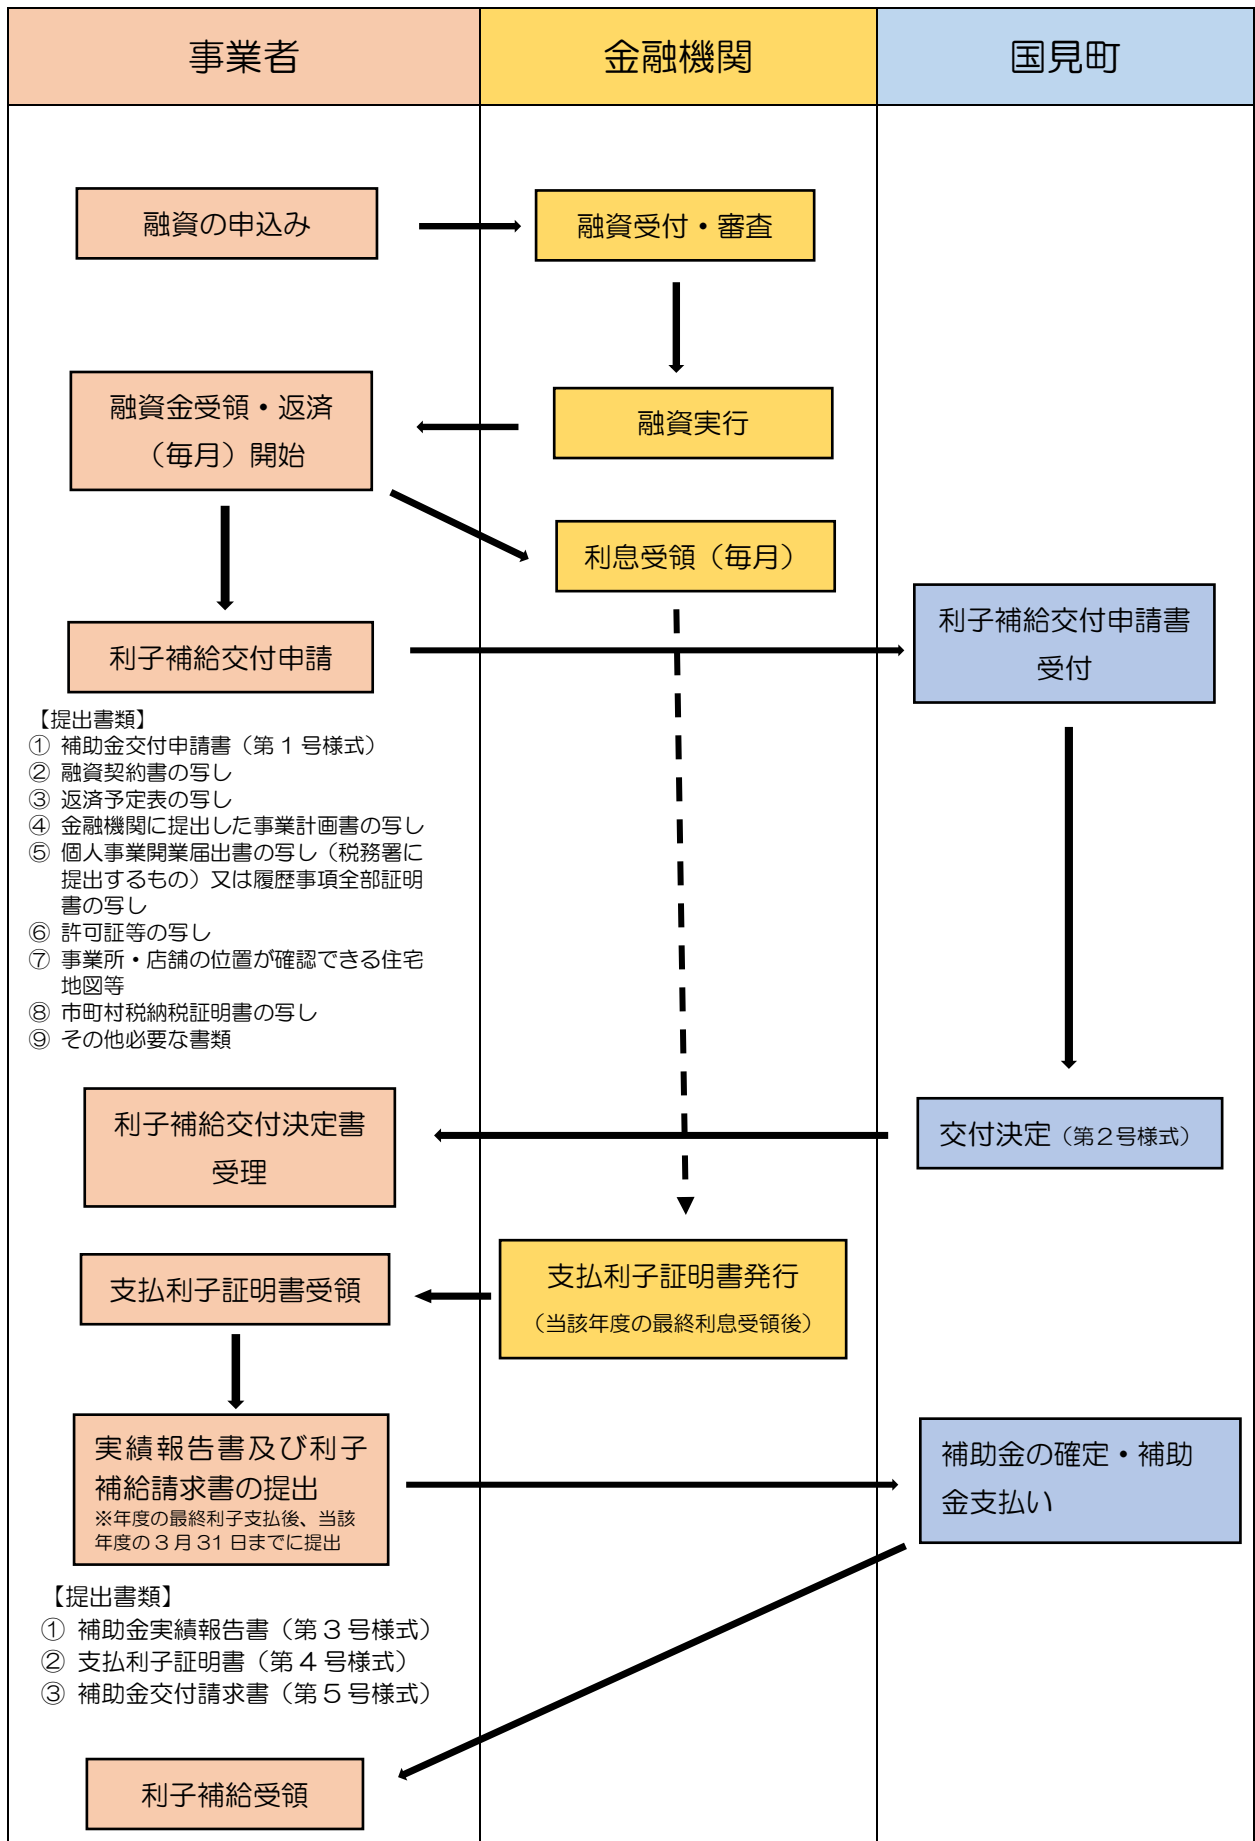 事業者
金融機関
国見町
融資の申込み
融資受付・審査
融資金受領・返済
（毎月）開始
融資実行
利息受領（毎月）
利子補給交付申請
利子補給交付申請書
受付
【提出書類】
① 補助金交付申請書（第１号様式）
② 融資契約書の写し
③ 返済予定表の写し
④ 金融機関に提出した事業計画書の写し
⑤ 個人事業開業届出書の写し（税務署に
提出するもの）又は履歴事項全部証明
書の写し
⑥ 許可証等の写し
⑦ 事業所・店舗の位置が確認できる住宅
地図等
⑧ 市町村税納税証明書の写し
⑨ その他必要な書類
利子補給交付決定書
受理
交付決定（第２号様式）
支払利子証明書受領
支払利子証明書発行
（当該年度の最終利息受領後）
実績報告書及び利子
補給請求書の提出
※年度の最終利子支払後、当該
年度の３月 31 日までに提出
補助金の確定・補助
金支払い
【提出書類】
① 補助金実績報告書（第３号様式）
② 支払利子証明書（第４号様式）
③ 補助金交付請求書（第５号様式）
利子補給受領